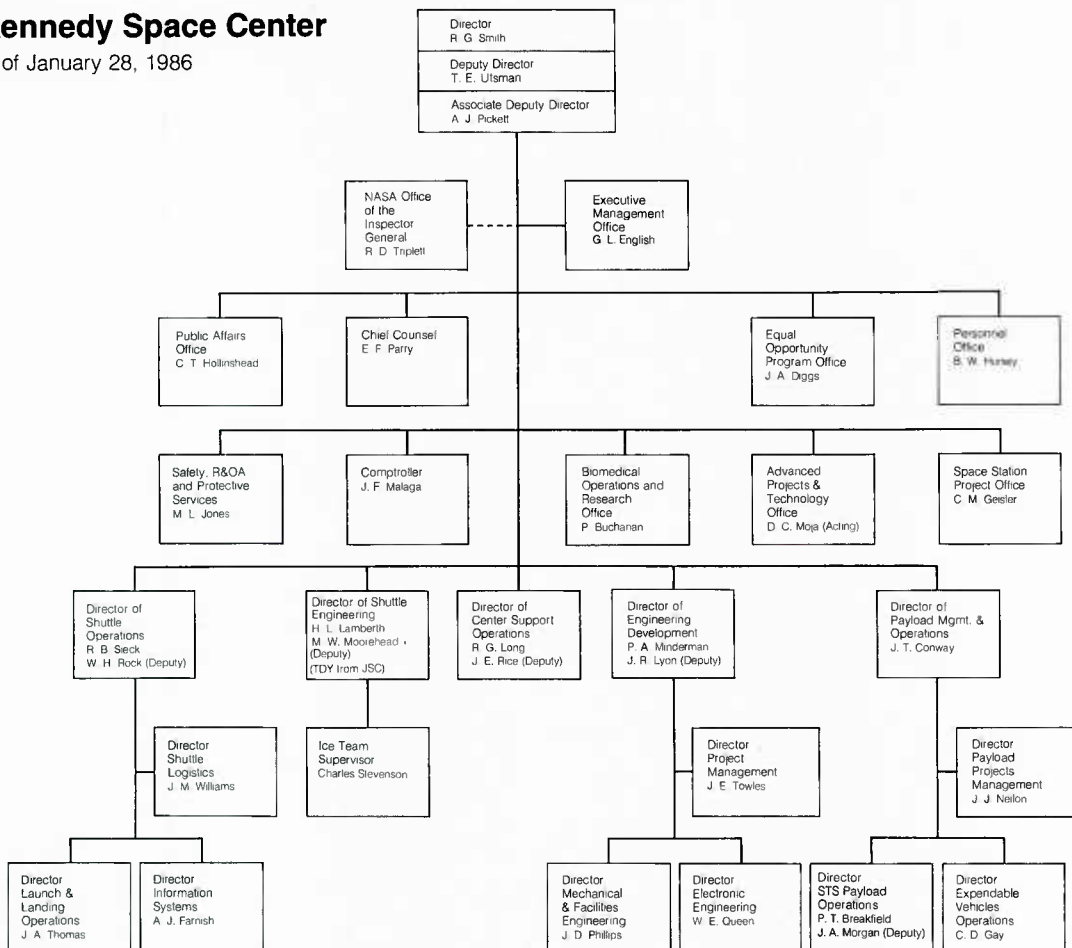 ennedy Space Center
of January 28, 1986
Director
R G Smith
Deputy Director
T. E. Utsman
Associate Deputy Director
A J Pickett
NASA Office
of the
Inspector
General
R D Triplett
Executive
Management
Office
G L. English
Public Affairs
Office
C T Hollinshead
Chief Counsel
E F Parry
Equal
Opportunity
Program Office
J A Diggs
Personnel
Office
B. W. Hursey
Safety, R&QA
and Protective
Services
M L Jones
Comptroller
J. F Malaga
Biomedical
Operations and
Research
Office
P Buchanan
Advanced
Projects &
Technology
Office
D C. Moja (Acting)
Space Station
Project Office
C M. Geisler
Director of
Shuttle
Operations
R B Sieck
W. H Rock (Deputy)
Director of Shuttle
Engineering
H L Lamberth
M W. Moorehead
(Deputy)
(TDY from JSC)
Director of
Center Support
Operations
R G. Long
J. E. Rice (Deputy)
Director of
Engineering
Development
P. A Minderman
J. R Lyon (Deputy)
Director of
Payload Mgmt. &
Operations
J. T. Conway
Director
Shuttle
Logistics
J. M. Williams
Ice Team
Supervisor
Charles Stevenson
Director
Project
Management
J. E Towles
Director
Payload
Projects
Management
J J Neilon
Director
Launch &
Landing
Operations
J A Thomas
Director
Information
Systems
A J. Farnish
Director
Mechanical
& Facilities
Engineering
J. D Phillips
Director
Electronic
Engineering
W. E. Queen
Director
STS Payload
Operations
P. T. Breakfield
J. A. Morgan (Deputy)
Director
Expendable
Vehicles
Operations
C. D Gay